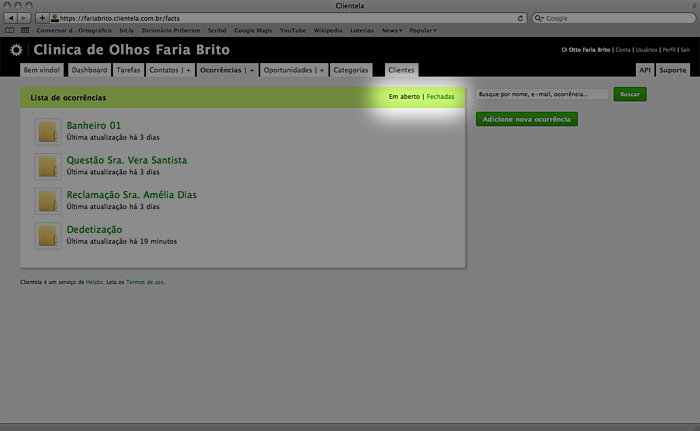 Clientela
https://fariabrito.clientela.com.br/facts
Google
Conversor d. Ortográfico bit.ly Dicionário Priberam Scribd Google Maps YouTube Wikipedia Loterias News Popular
Clinica de Olhos Faria Brito
Oi Otto Faria Brito | Conta | Usuários | Perfil | Sair
Bem vindo! Dashboard Tarefas Contatos | + Ocorrências | + Oportunidades | + Categorias Clientes API Suporte
Lista de ocorrências
Em aberto | Fechadas
Busque por nome, e-mail, ocorrência... Buscar
Adicione nova ocorrência
Banheiro 01
Última atualização há 3 dias
Questão Sra. Vera Santista
Última atualização há 3 dias
Reclamação Sra. Amélia Dias
Última atualização há 3 dias
Dedetização
Última atualização há 19 minutos
Clientela é um serviço de Helabs. Leia os Termos de uso.